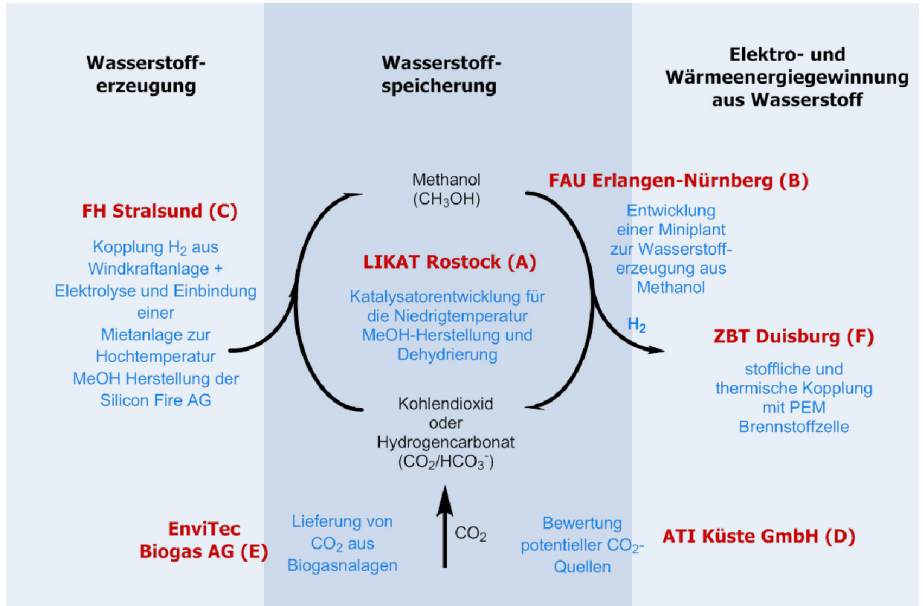 Wasserstoff-
erzeugung
Wasserstoff-
speicherung
Elektro- und
Wärmeenergiegewinnung
aus Wasserstoff
FH Stralsund (C)
Kopplung H₂ aus
Windkraftanlage +
Elektrolyse und Einbindung
einer
Mietanlage zur
Hochtemperatur
MeOH Herstellung der
Silicon Fire AG
Methanol
(CH₃OH)
LIKAT Rostock (A)
Katalysatorentwicklung für
die Niedrigtemperatur
MeOH-Herstellung und
Dehydrierung
Kohlendioxid
oder
Hydrogencarbonat
(CO₂/HCO₃⁻)
FAU Erlangen-Nürnberg (B)
Entwicklung
einer Miniplant
zur Wasserstoff-
erzeugung aus
Methanol
H₂
ZBT Duisburg (F)
stoffliche und
thermische Kopplung
mit PEM
Brennstoffzelle
EnviTec
Biogas AG (E)
Lieferung von
CO₂ aus
Biogasnalagen
CO₂
Bewertung
potentieller CO₂-
Quellen
ATI Küste GmbH (D)